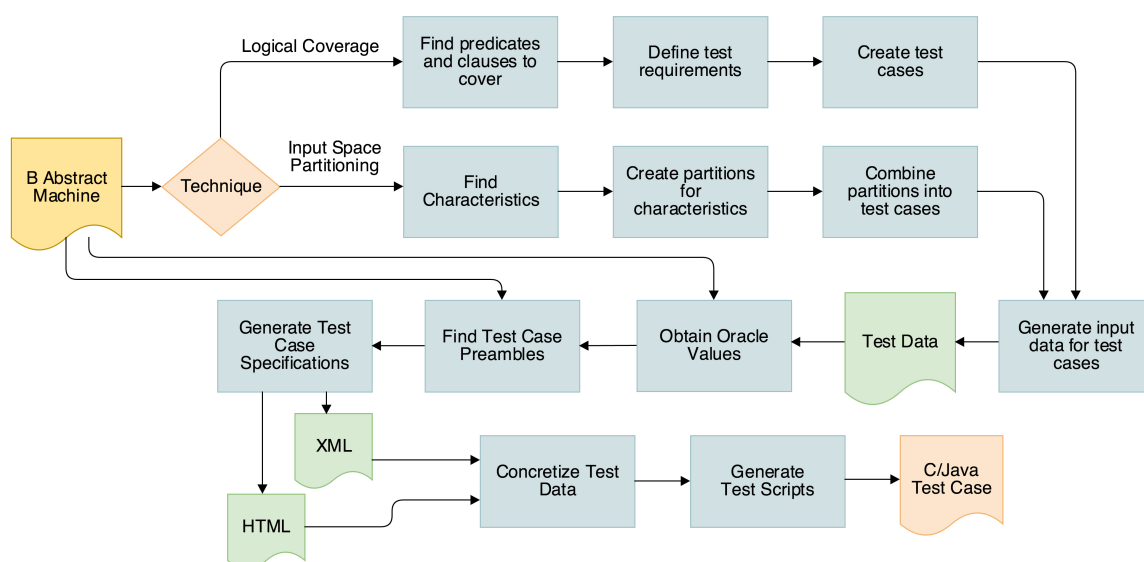 Logical Coverage
Find predicates
and clauses to
cover
Define test
requirements
Create test
cases
B Abstract
Machine
Technique
Input Space
Partitioning
Find
Characteristics
Create partitions
for
characteristics
Combine
partitions into
test cases
Generate Test
Case
Specifications
Find Test Case
Preambles
Obtain Oracle
Values
Test Data
Generate input
data for test
cases
XML
HTML
Concretize Test
Data
Generate
Test Scripts
C/Java
Test Case